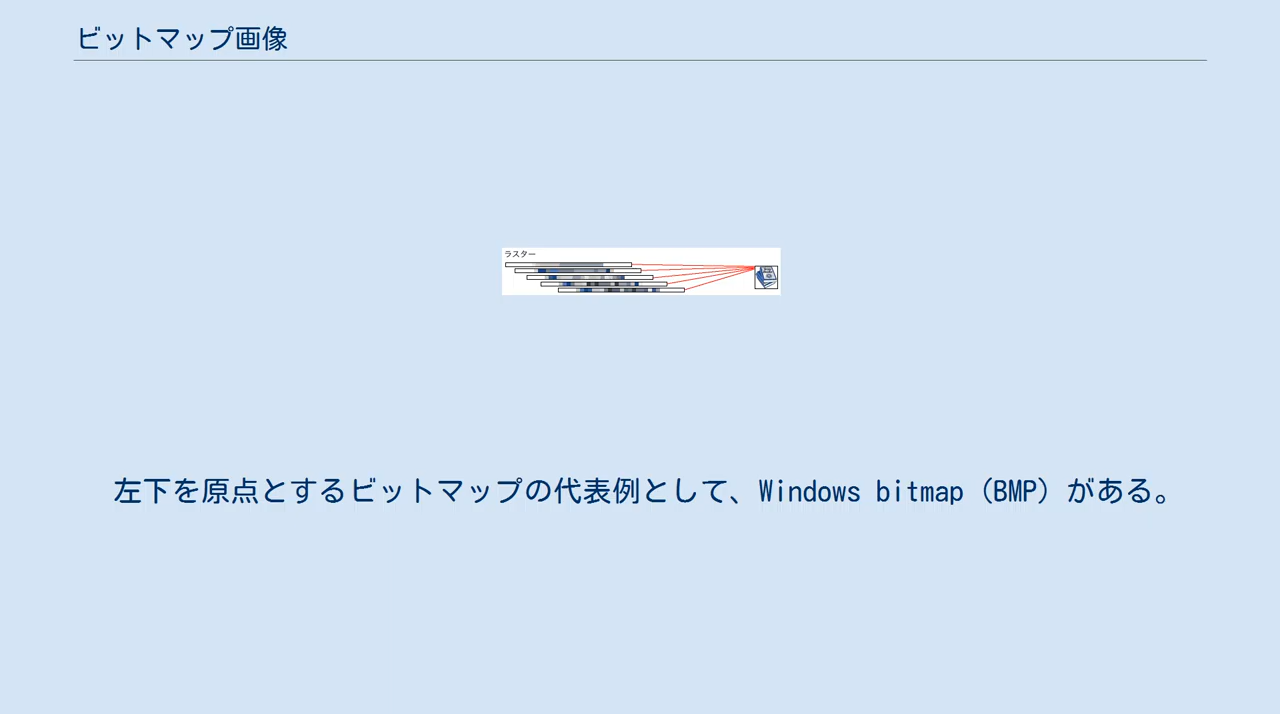 ビットマップ画像
ラスター
左下を原点とするビットマップの代表例として、Windows bitmap（BMP）がある。